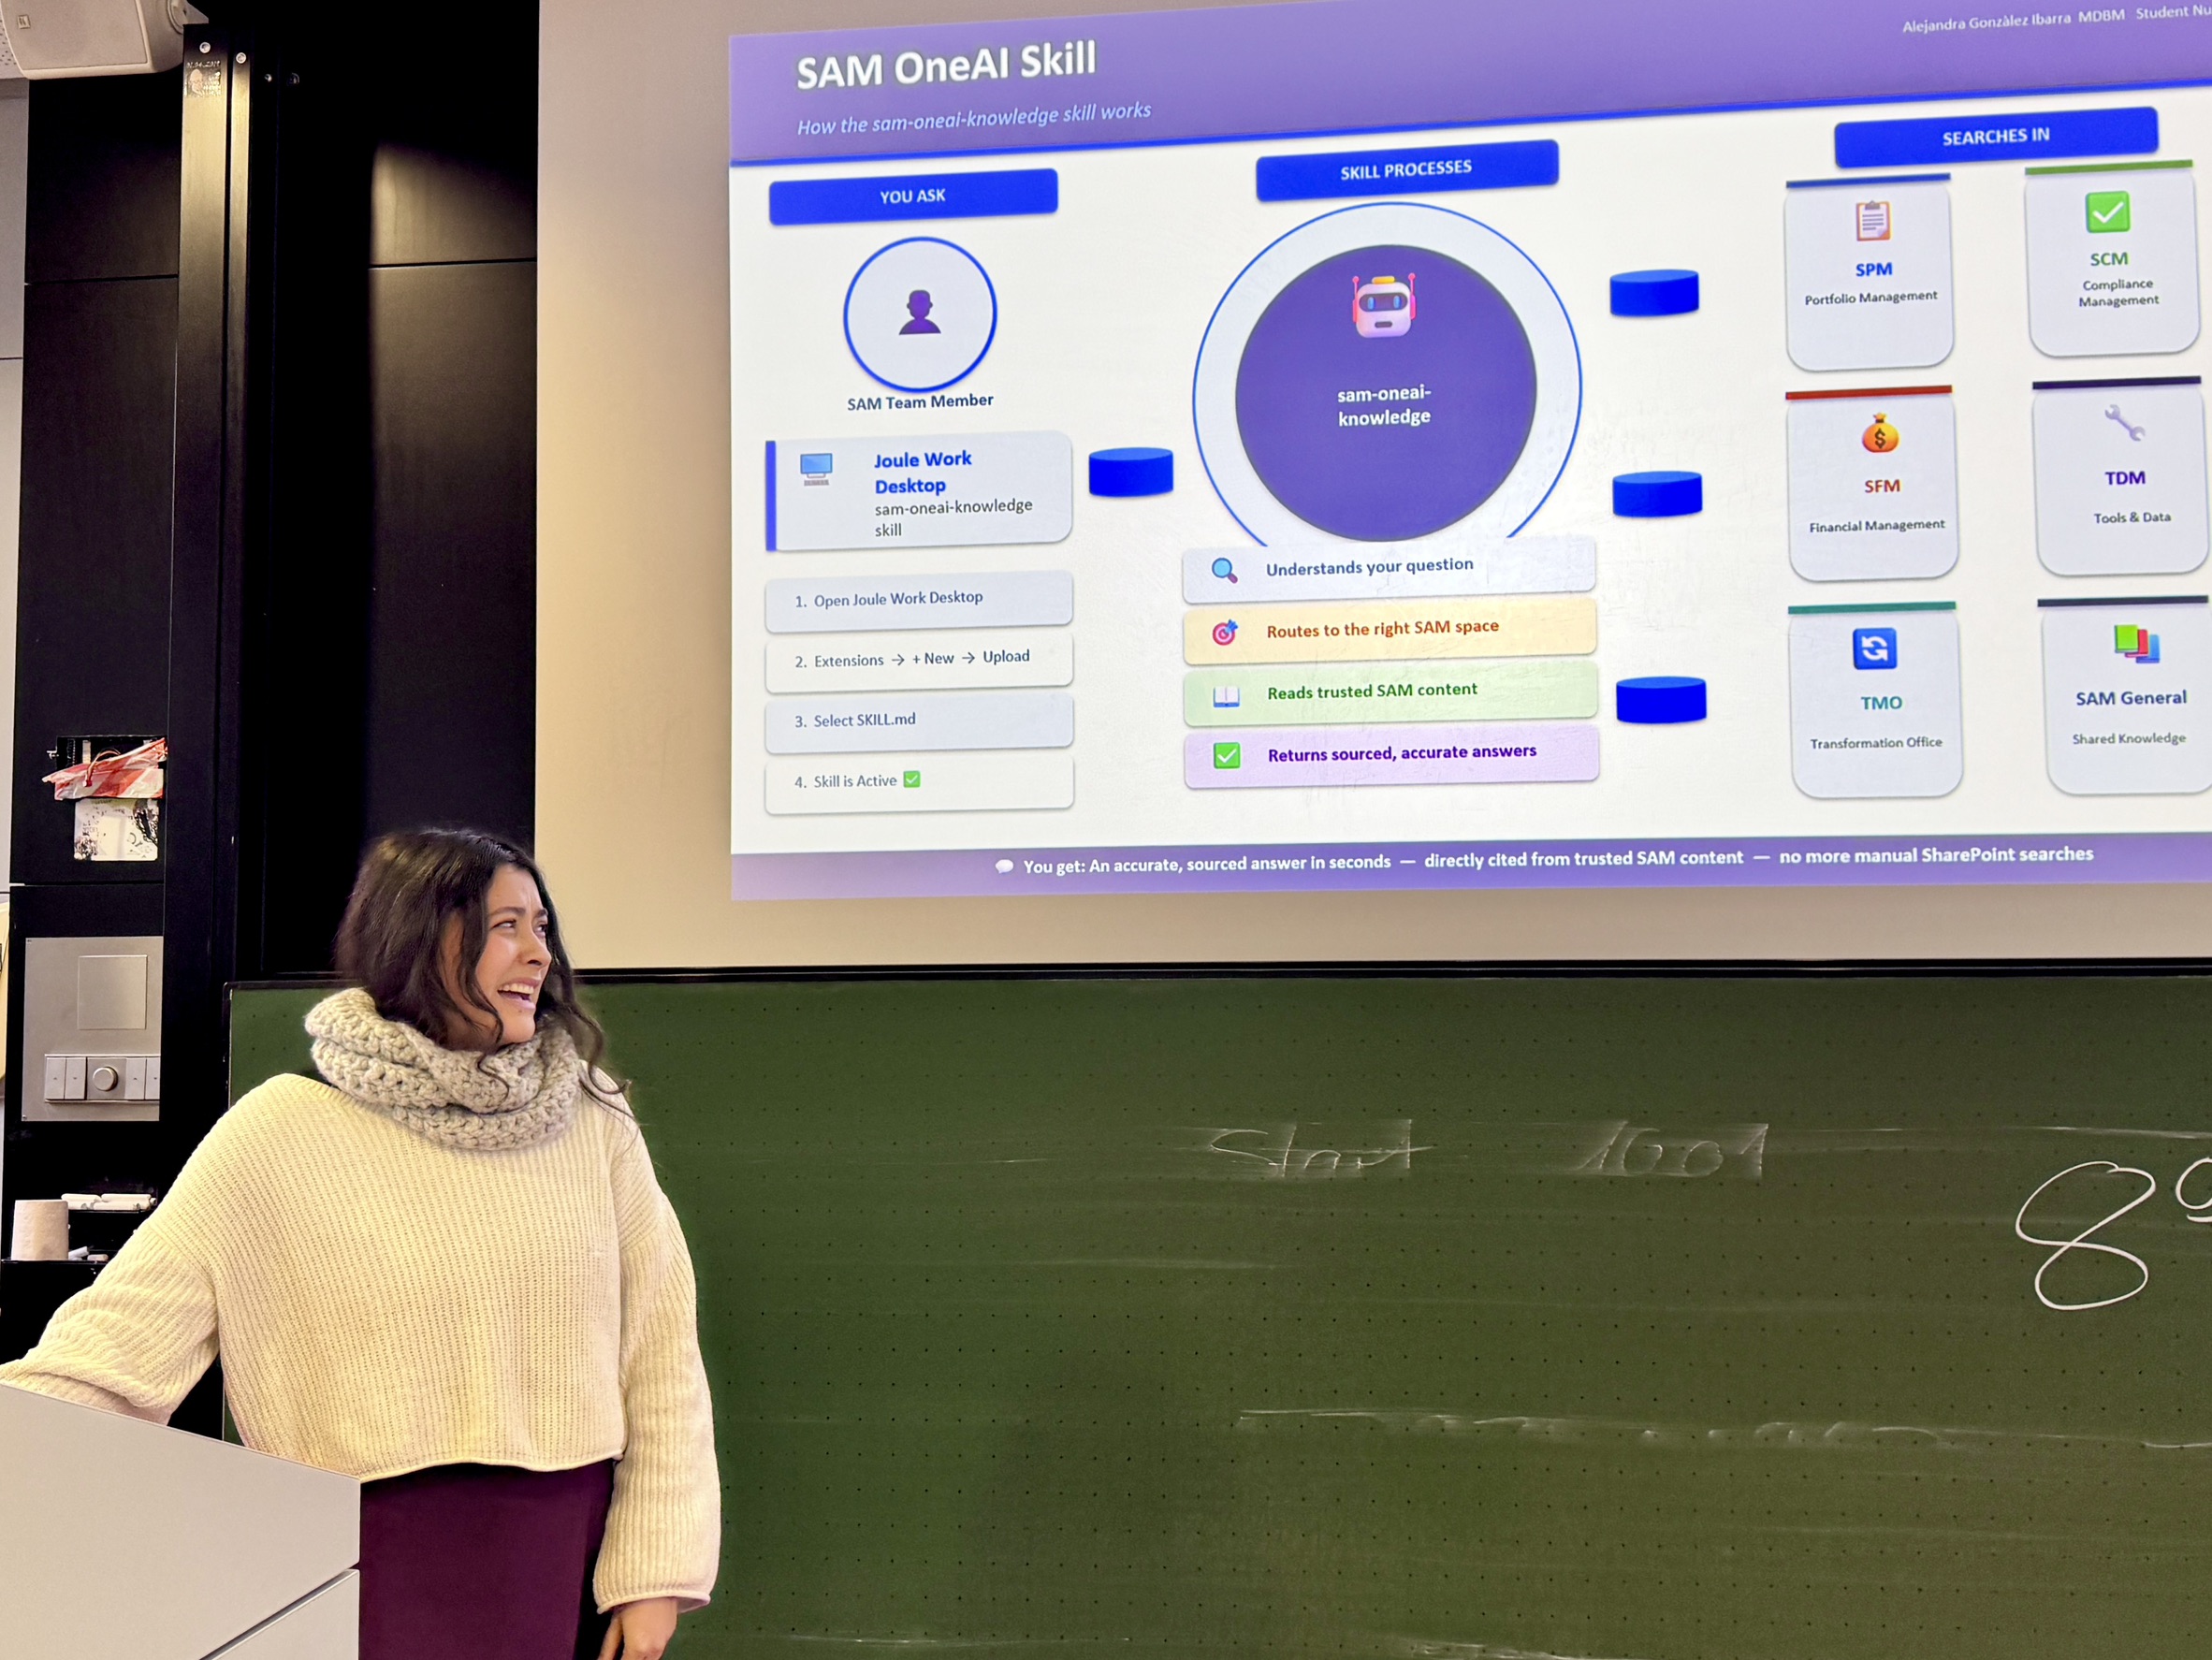 Alejandra Gonzàlez Ibarra MDBM Student
SAM OneAI Skill
How the sam-oneai-knowledge skill works
YOU ASK
SAM Team Member
Joule Work
Desktop
sam-oneai-knowledge
skill
1. Open Joule Work Desktop
2. Extensions → + New → Upload
3. Select SKILL.md
4. Skill is Active ✅
SKILL PROCESSES
sam-oneai-
knowledge
Understands your question
Routes to the right SAM space
Reads trusted SAM content
Returns sourced, accurate answers
SEARCHES IN
SPM
Portfolio Management
SCM
Compliance
Management
SFM
Financial Management
TDM
Tools & Data
TMO
Transformation Office
SAM General
Shared Knowledge
You get: An accurate, sourced answer in seconds — directly cited from trusted SAM content — no more manual SharePoint searches
Start
8